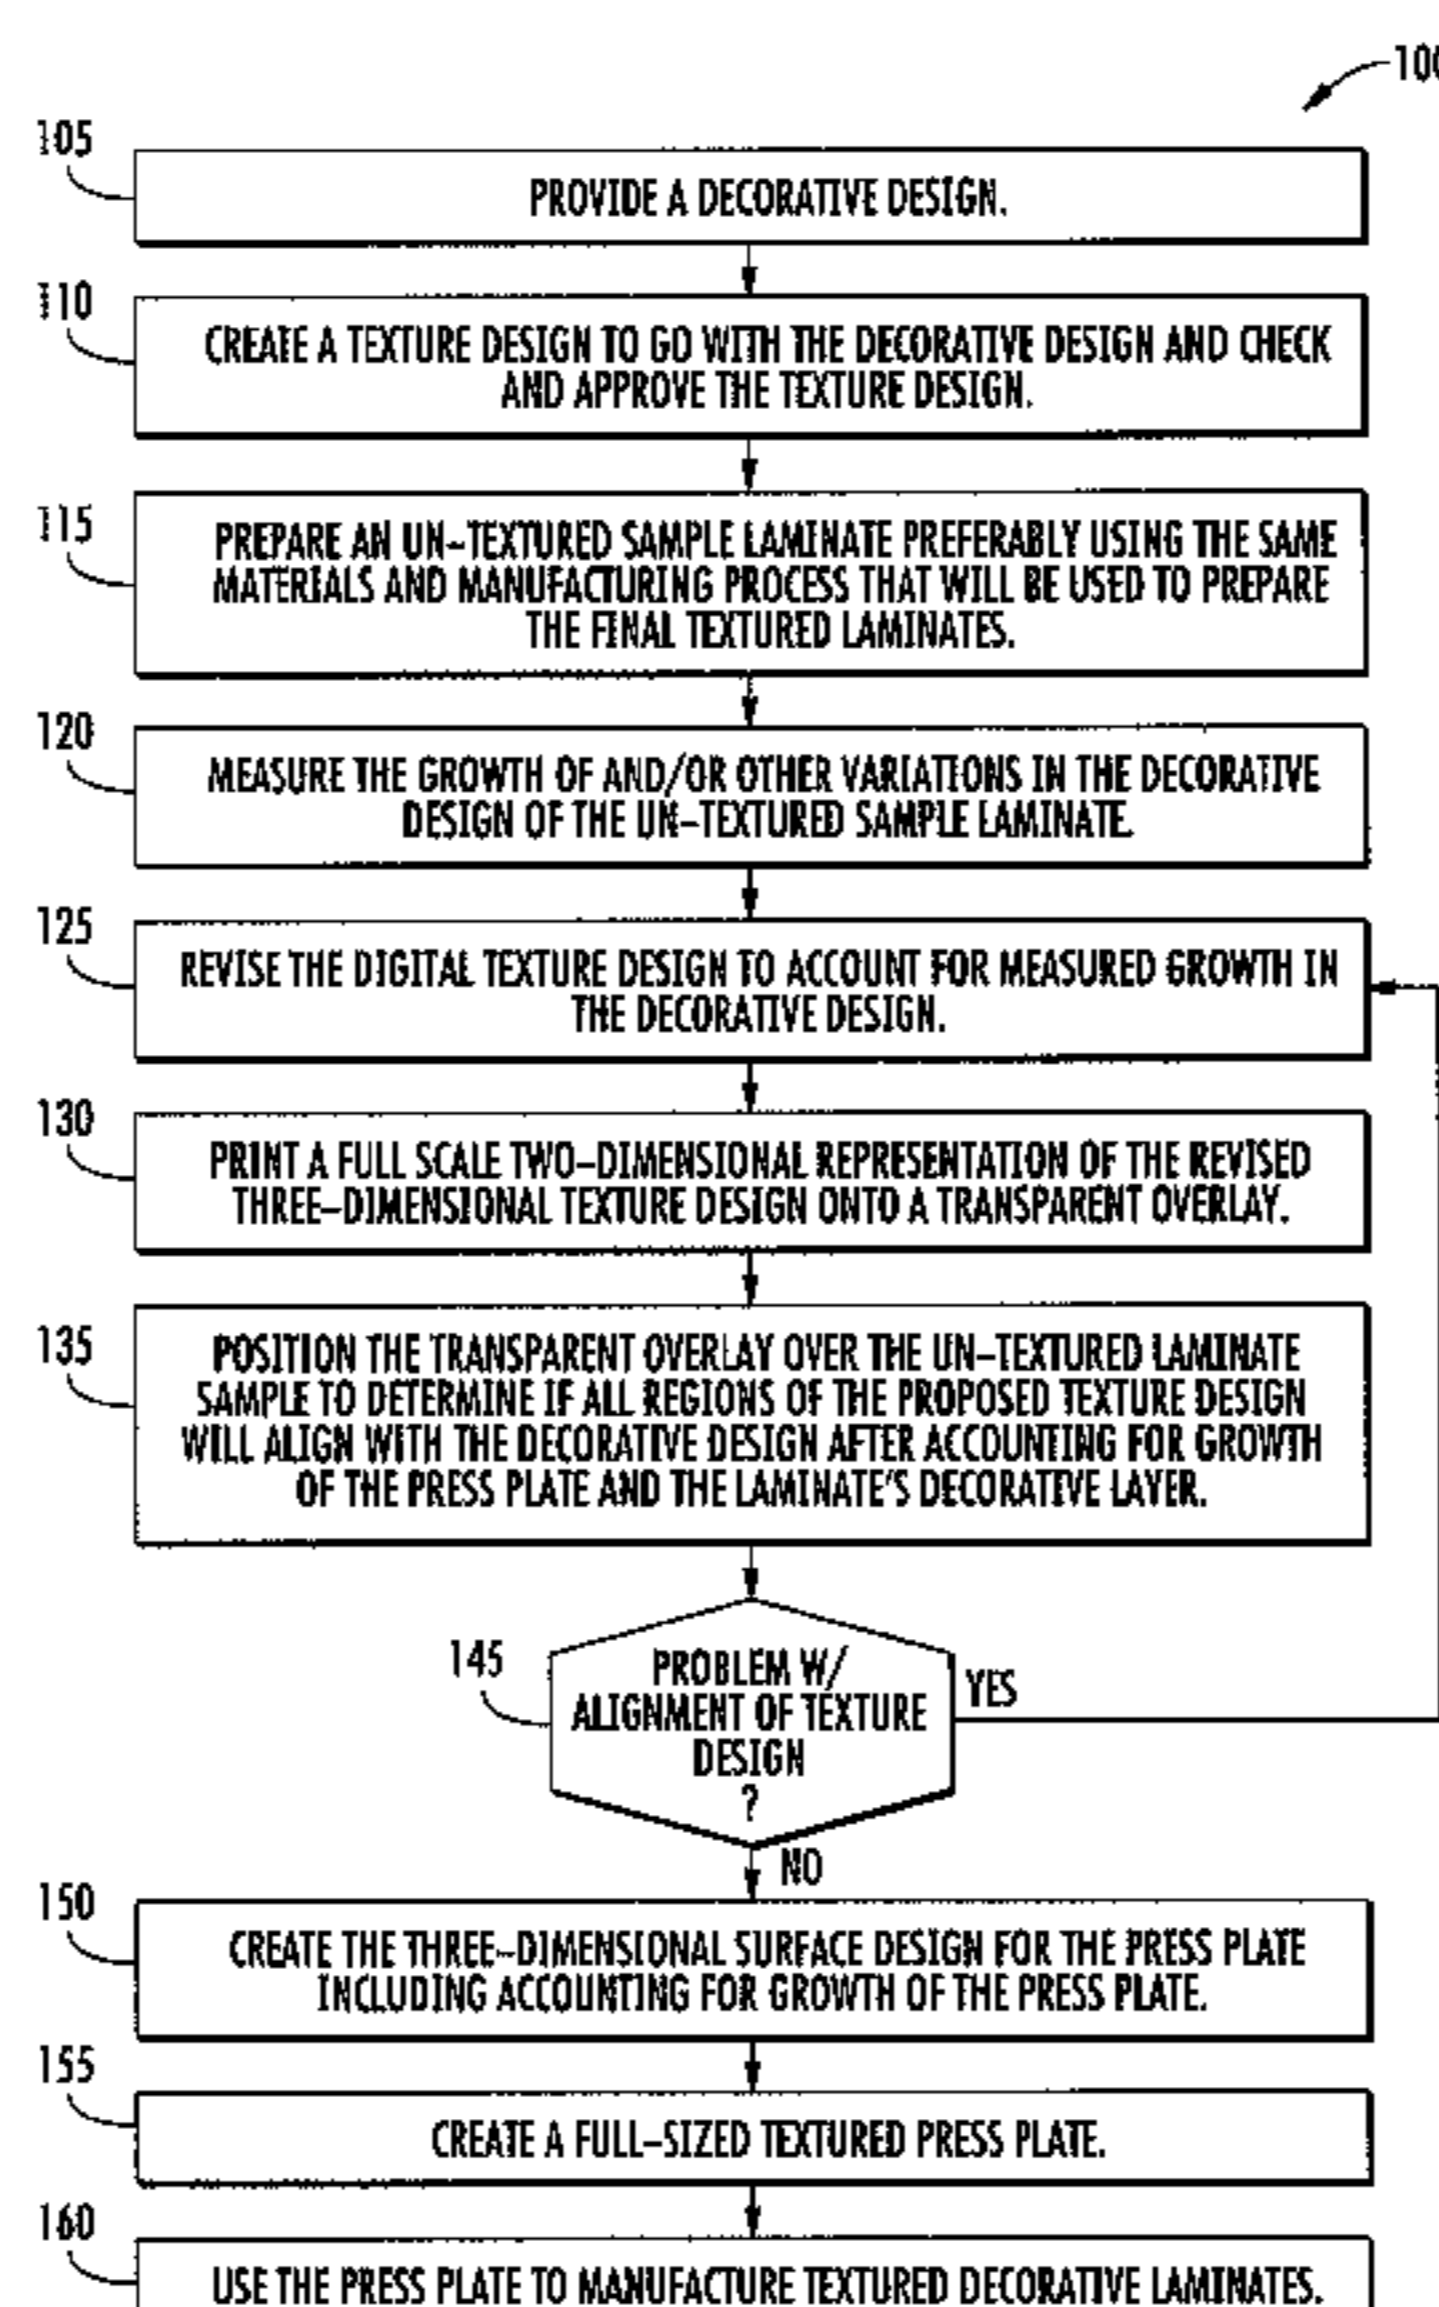 105
PROVIDE A DECORATIVE DESIGN.
110
CREATE A TEXTURE DESIGN TO GO WITH THE DECORATIVE DESIGN AND CHECK
AND APPROVE THE TEXTURE DESIGN.
115
PREPARE AN UN-TEXTURED SAMPLE LAMINATE PREFERABLY USING THE SAME
MATERIALS AND MANUFACTURING PROCESS THAT WILL BE USED TO PREPARE
THE FINAL TEXTURED LAMINATES.
120
MEASURE THE GROWTH OF AND/OR OTHER VARIATIONS IN THE DECORATIVE
DESIGN OF THE UN-TEXTURED SAMPLE LAMINATE.
125
REVISE THE DIGITAL TEXTURE DESIGN TO ACCOUNT FOR MEASURED GROWTH IN
THE DECORATIVE DESIGN.
130
PRINT A FULL SCALE TWO-DIMENSIONAL REPRESENTATION OF THE REVISED
THREE-DIMENSIONAL TEXTURE DESIGN ONTO A TRANSPARENT OVERLAY.
135
POSITION THE TRANSPARENT OVERLAY OVER THE UN-TEXTURED LAMINATE
SAMPLE TO DETERMINE IF ALL REGIONS OF THE PROPOSED TEXTURE DESIGN
WILL ALIGN WITH THE DECORATIVE DESIGN AFTER ACCOUNTING FOR GROWTH
OF THE PRESS PLATE AND THE LAMINATE'S DECORATIVE LAYER.
145
PROBLEM W/
ALIGNMENT OF TEXTURE
DESIGN
?
YES
NO
150
CREATE THE THREE-DIMENSIONAL SURFACE DESIGN FOR THE PRESS PLATE
INCLUDING ACCOUNTING FOR GROWTH OF THE PRESS PLATE.
155
CREATE A FULL-SIZED TEXTURED PRESS PLATE.
160
USE THE PRESS PLATE TO MANUFACTURE TEXTURED DECORATIVE LAMINATES.